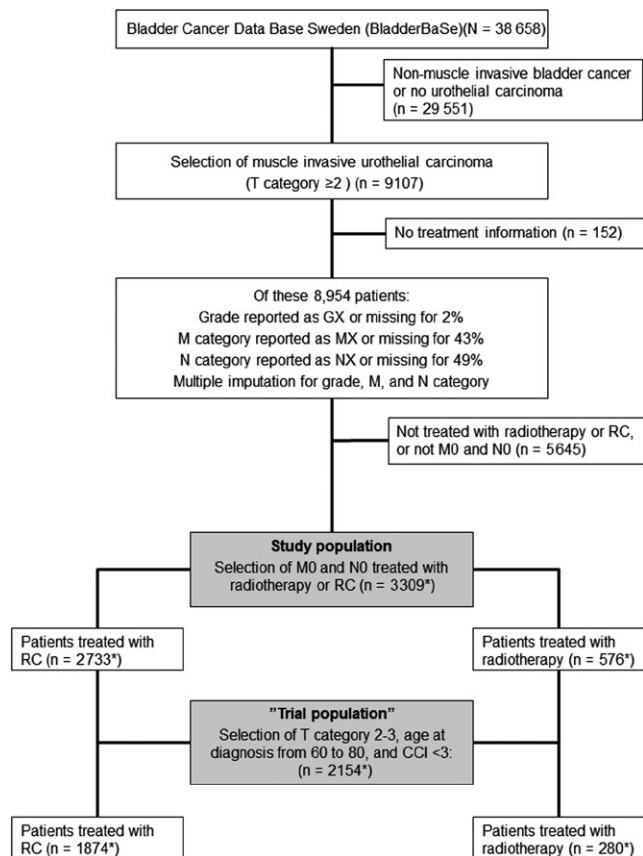 Bladder Cancer Data Base Sweden (BladderBaSe)(N = 38 658)
Non-muscle invasive bladder cancer
or no urothelial carcinoma
(n = 29 551)
Selection of muscle invasive urothelial carcinoma
(T category ≥2 ) (n = 9107)
No treatment information (n = 152)
Of these 8,954 patients:
Grade reported as GX or missing for 2%
M category reported as MX or missing for 43%
N category reported as NX or missing for 49%
Multiple imputation for grade, M, and N category
Not treated with radiotherapy or RC,
or not M0 and N0 (n = 5645)
Study population
Selection of M0 and N0 treated with
radiotherapy or RC (n = 3309*)
Patients treated with
RC (n = 2733*)
Patients treated with
radiotherapy (n = 576*)
"Trial population"
Selection of T category 2-3, age at
diagnosis from 60 to 80, and CCI <3:
(n = 2154*)
Patients treated with
RC (n = 1874*)
Patients treated with
radiotherapy (n = 280*)